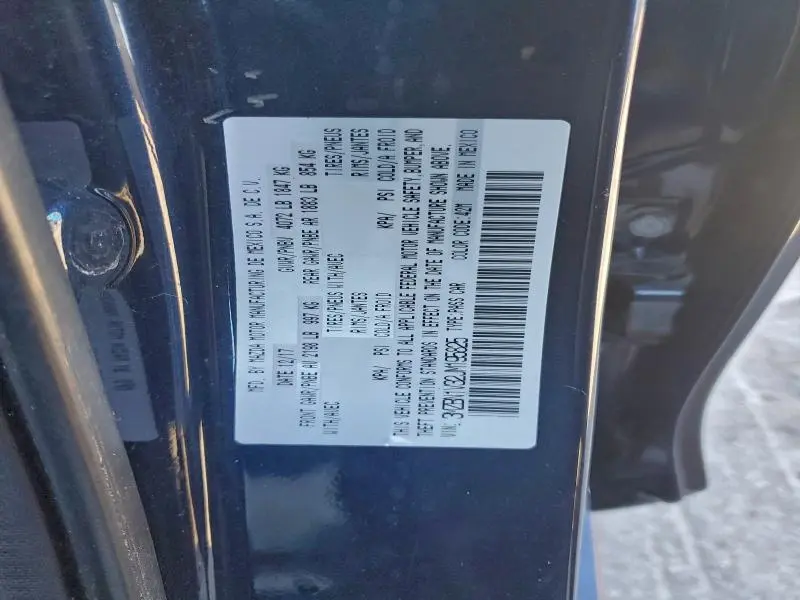 MFD. BY MAZDA MOTOR MANUFACTURING DE MEXICO S.A. DE C.V.
DATE 12/17 GVWR/PNBV 4072 LB 1847 KG
FRONT GAWR/PNBE AV 2198 LB 997 KG REAR GAWR/PNBE AR 1883 LB 854 KG
WITH/AVEC TIRES/PNEUS WITH/AVEC TIRES/PNEUS
RIMS/JANTES RIMS/JANTES
KPA/ PSI COLD/A FROID KPA/ PSI COLD/A FROID
THIS VEHICLE CONFORMS TO ALL APPLICABLE FEDERAL MOTOR VEHICLE SAFETY, BUMPER, AND
THEFT PREVENTION STANDARDS IN EFFECT ON THE DATE OF MANUFACTURE SHOWN ABOVE.
VIN: TYPE PASS CAR COLOR CODE 42M MADE IN MEXICO